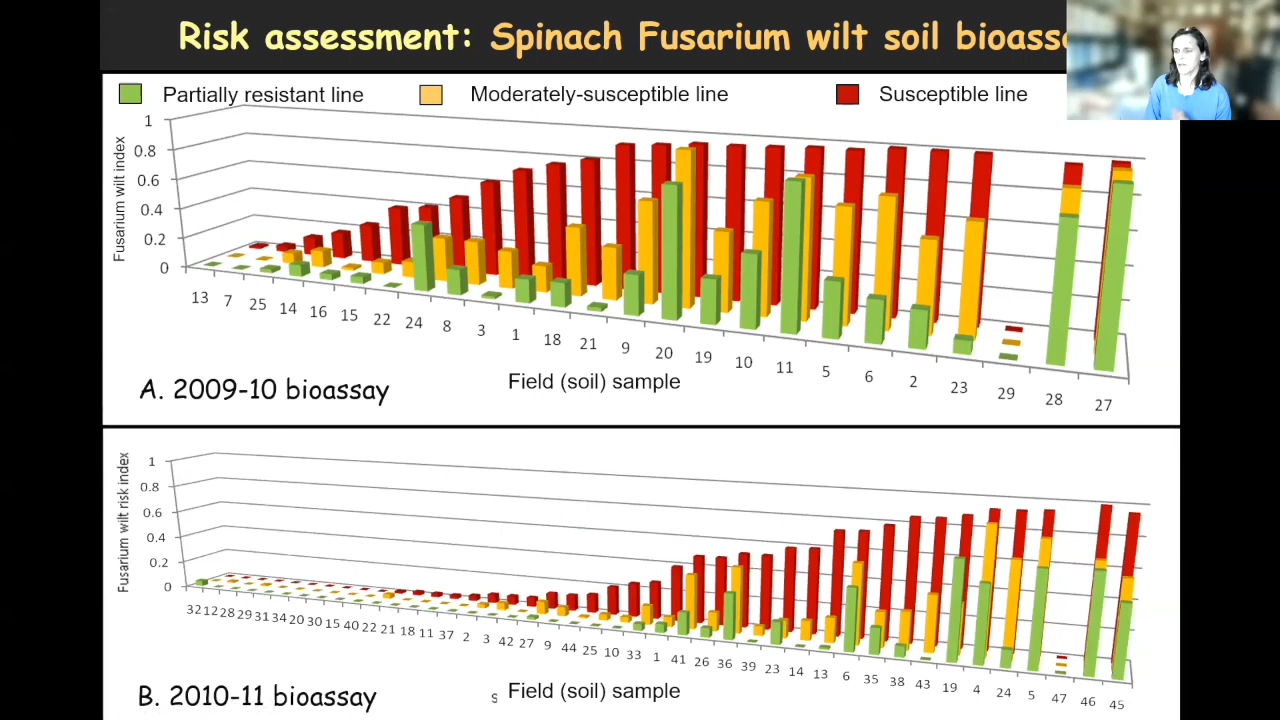 Risk assessment: Spinach Fusarium wilt soil
Partially resistant line Moderately-susceptible line Susceptible line
Fusarium wilt index
1
0.8
0.6
0.4
0.2
0
13 7 25 14 16 15 22 24 8 3 1 18 21 9 20 19 10 11 5 6 2 23 29 28 27
Field (soil) sample
A. 2009-10 bioassay
Fusarium wilt risk index
1
0.8
0.6
0.4
0.2
0
32 12 28 29 31 34 20 30 15 40 22 21 18 11 37 2 3 42 27 9 44 25 10 33 1 41 26 36 39 23 14 13 6 35 38 43 19 4 24 5 47 46 45
s Field (soil) sample
B. 2010-11 bioassay